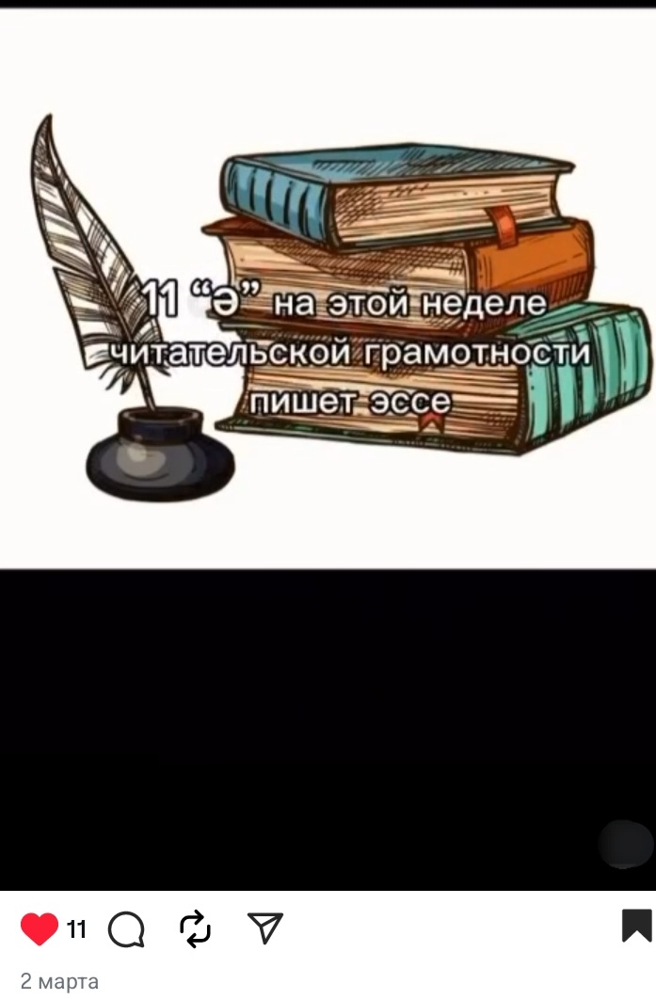 11 “Ә” на этой неделе
читательской грамотности
пишет эссе
11
2 марта